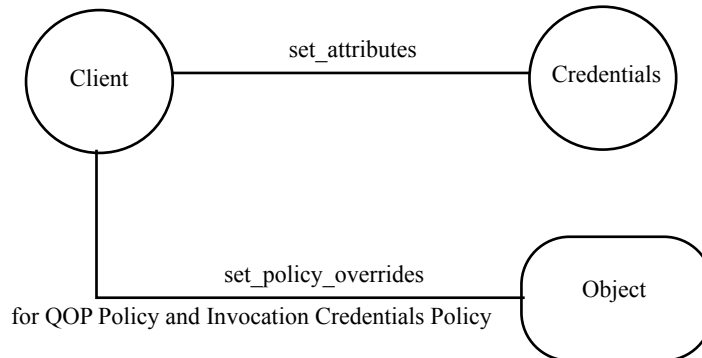 set_attributes
Client
Credentials
set_policy_overrides
Object
for QOP Policy and Invocation Credentials Policy